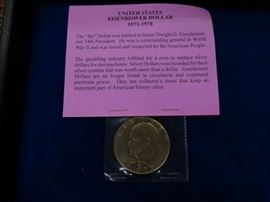 UNITED STATES
EISENHOWER DOLLAR
1971-1978
The "Ike" Dollar was minted to honor Dwight D. Eisenhower,
our 34th President. He was a commanding general in World
War II and was loved and respected by the American People.
The gambling industry lobbied for a coin to replace silver
dollars for slot machines. Silver Dollars were hoarded for their
silver content that was worth more than a dollar. Eisenhower
Dollars are no longer found in circulation and command
premium prices. They are collector's items that keep an
important part of American history alive.